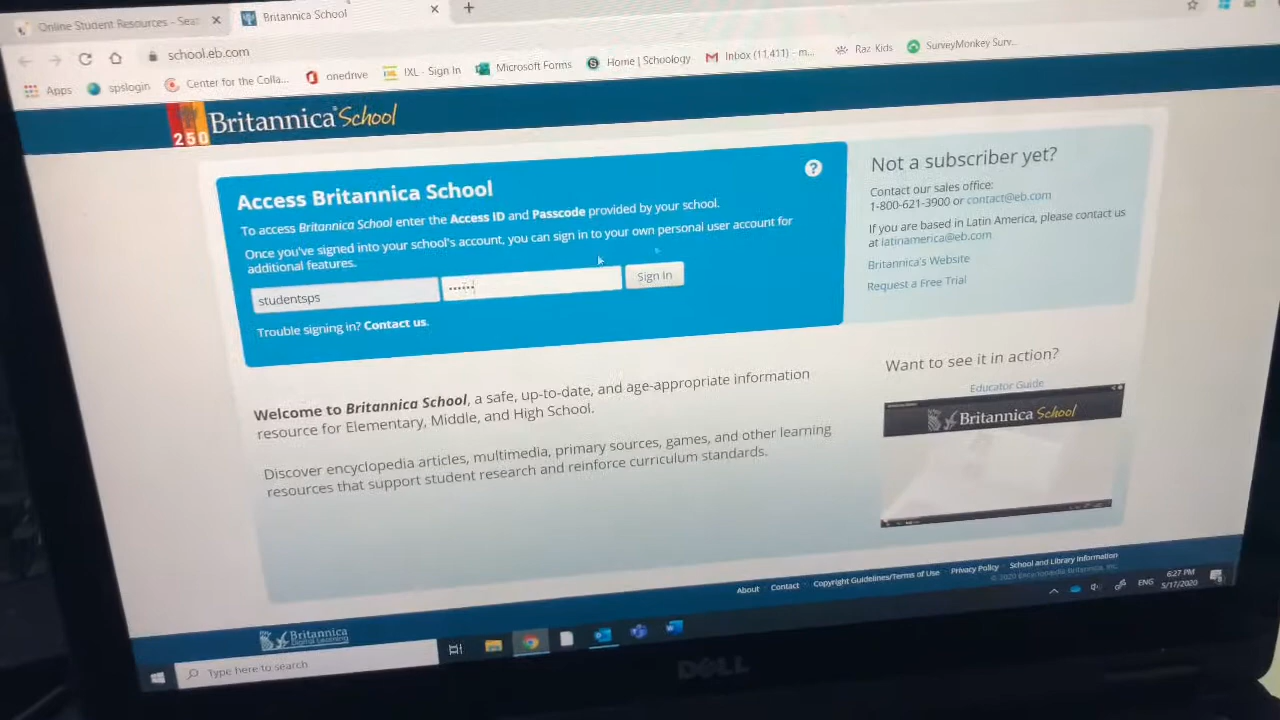 Online Student Resources - Sea
Britannica School
school.eb.com
Apps
spslogin
Center for the Colla...
onedrive
IXL - Sign In
Microsoft Forms
Home | Schoology
Inbox (11,411) – m...
Raz Kids
SurveyMonkey Surv...
250
Britannica School
Access Britannica School
?
To access Britannica School enter the Access ID and Passcode provided by your school.
Once you've signed into your school's account, you can sign in to your own personal user account for
additional features.
studentsps
••••••
Sign In
Trouble signing in? Contact us.
Not a subscriber yet?
Contact our sales office:
1-800-621-3900 or contact@eb.com
If you are based in Latin America, please contact us
at latinamerica@eb.com
Britannica's Website
Request a Free Trial
Welcome to Britannica School, a safe, up-to-date, and age-appropriate information
resource for Elementary, Middle, and High School.
Discover encyclopedia articles, multimedia, primary sources, games, and other learning
resources that support student research and reinforce curriculum standards.
Want to see it in action?
Educator Guide
Britannica School
About
Contact
Copyright Guidelines/Terms of Use
Privacy Policy
School and Library Information
© 2020 Encyclopædia Britannica, Inc.
Britannica
Digital Learning
Type here to search
ENG
6:27 PM
5/17/2020
DELL